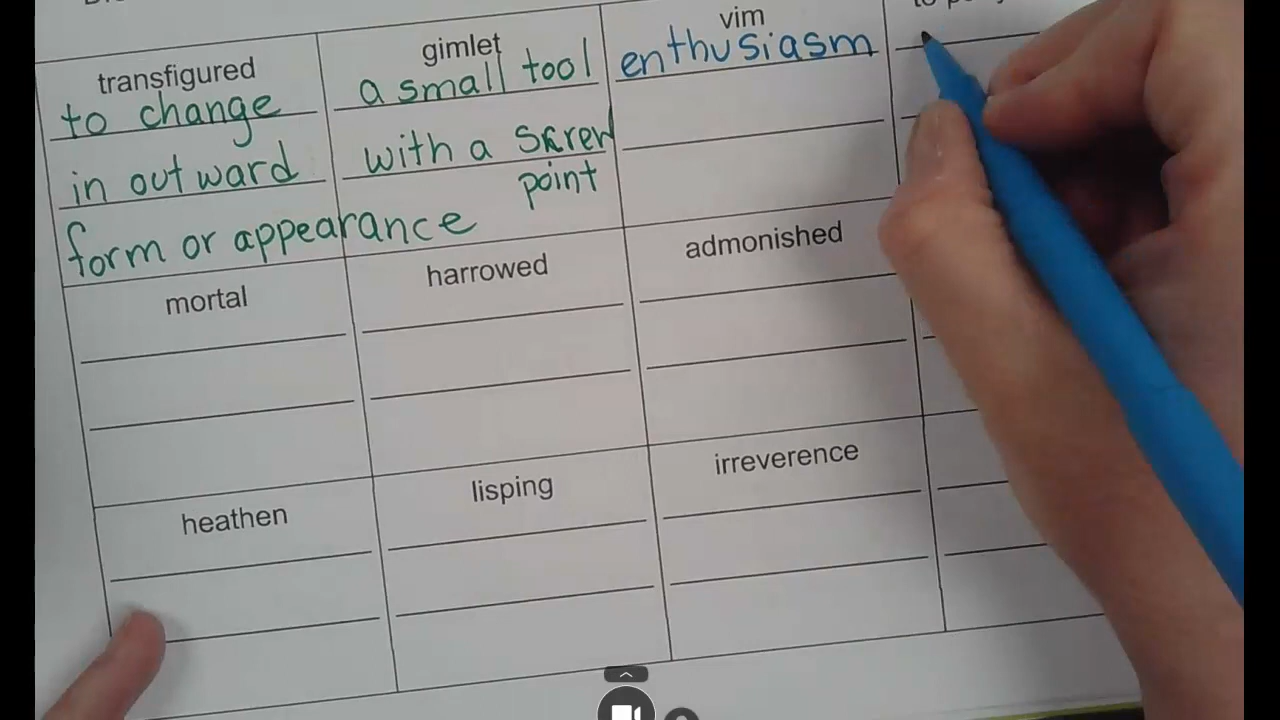 transfigured
to change
in outward
form or appearance
gimlet
a small tool
with a screw
point
vim
enthusiasm
mortal
harrowed
admonished
heathen
lisping
irreverence